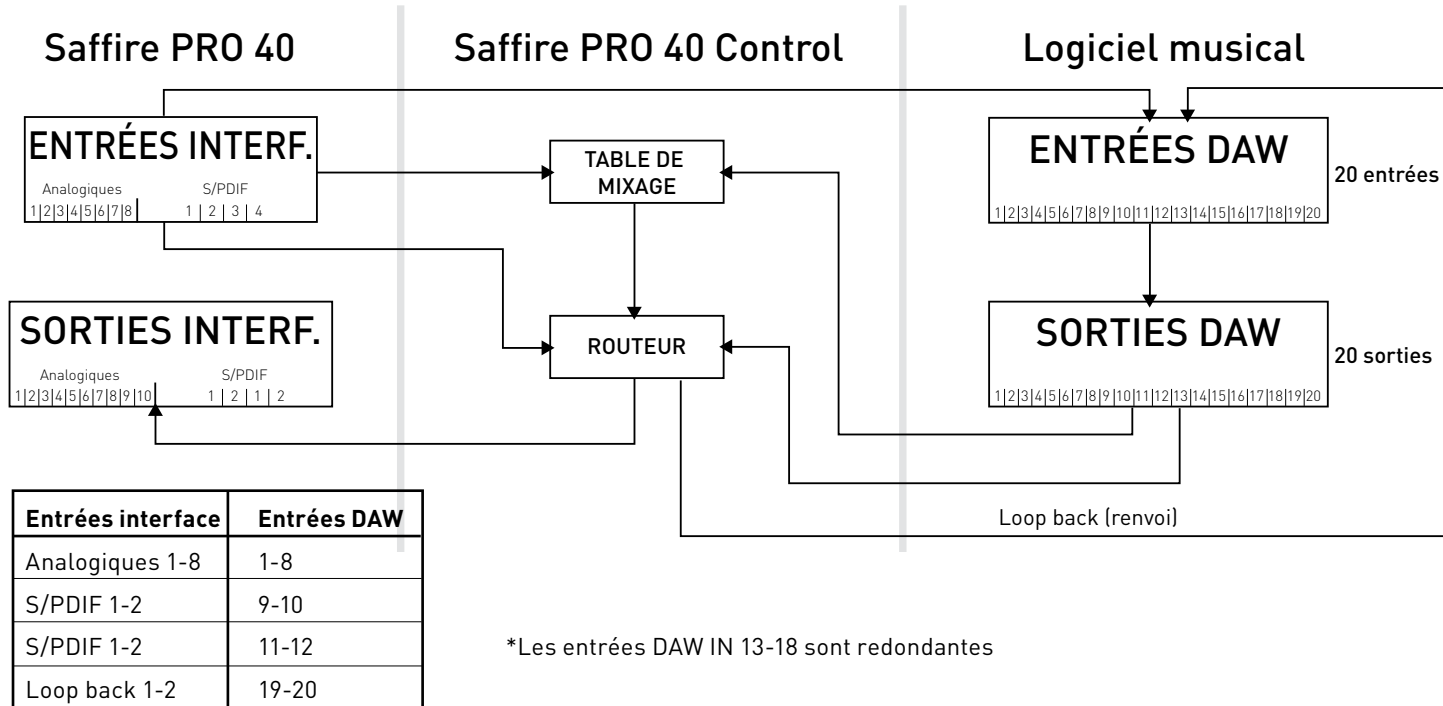 Saffire PRO 40
Saffire PRO 40 Control
Logiciel musical
ENTRÉES INTERF.
Analogiques
S/PDIF
1|2|3|4|5|6|7|8|
1 | 2 | 3 | 4
TABLE DE
MIXAGE
ENTRÉES DAW
1|2|3|4|5|6|7|8|9|10|11|12|13|14|15|16|17|18|19|20
20 entrées
SORTIES INTERF.
Analogiques
S/PDIF
1|2|3|4|5|6|7|8|9|10|
1 | 2 | 1 | 2
ROUTEUR
SORTIES DAW
1|2|3|4|5|6|7|8|9|10|11|12|13|14|15|16|17|18|19|20
20 sorties
Loop back (renvoi)
Entrées interface Entrées DAW
Analogiques 1-8 1-8
S/PDIF 1-2 9-10
S/PDIF 1-2 11-12
Loop back 1-2 19-20
*Les entrées DAW IN 13-18 sont redondantes